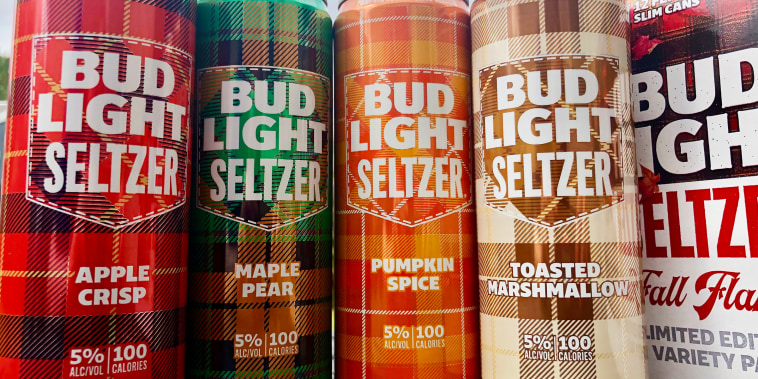 BUD
LIGHT
SELTZER
APPLE
CRISP
5% 100
ALC/VOL CALORIES
BUD
LIGHT
SELTZER
MAPLE
PEAR
5% 100
ALC/VOL CALORIES
BUD
LIGHT
SELTZER
PUMPKIN
SPICE
5% 100
ALC/VOL CALORIES
BUD
LIGHT
SELTZER
TOASTED
MARSHMALLOW
5% 100
ALC/VOL CALORIES
SLIM CANS
BUD
IGH
ELTZE
Fall Fla
LIMITED EDI
VARIETY PA